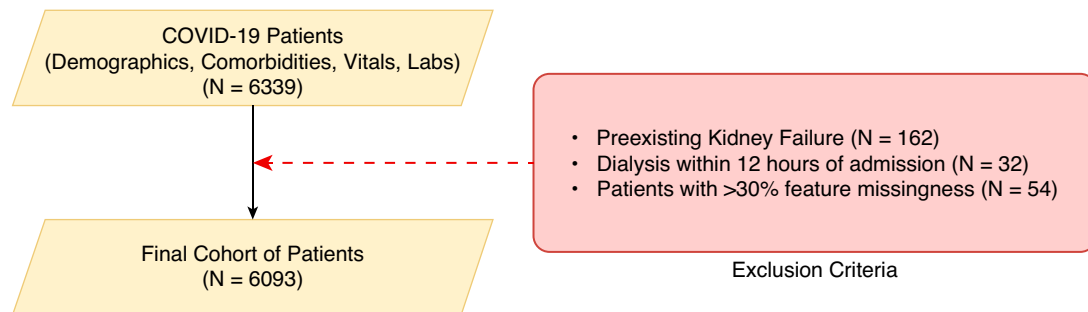 COVID-19 Patients
(Demographics, Comorbidities, Vitals, Labs)
(N = 6339)
• Preexisting Kidney Failure (N = 162)
• Dialysis within 12 hours of admission (N = 32)
• Patients with >30% feature missingness (N = 54)
Exclusion Criteria
Final Cohort of Patients
(N = 6093)